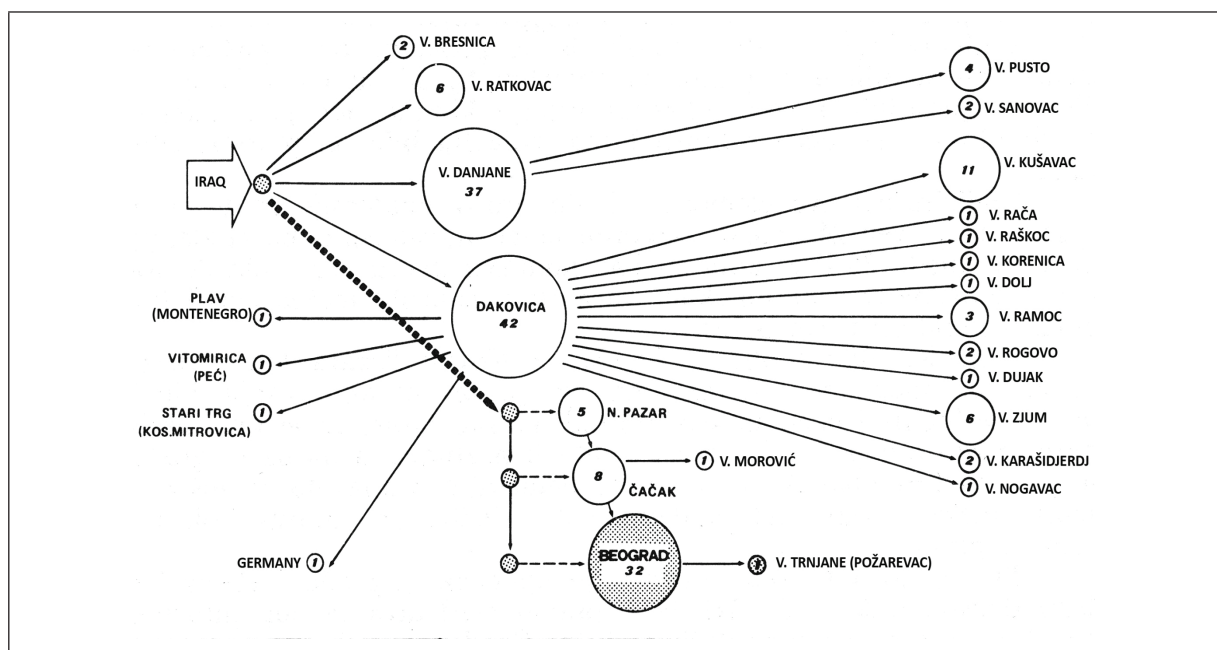 2 V. BRESNICA
6 V. RATKOVAC
4 V. PUSTO
2 V. SANOVAC
IRAQ
V. DANJANE
37
11 V. KUŠAVAC
1 V. RAČA
1 V. RAŠKOC
1 V. KORENICA
1 V. DOLJ
PLAV
(MONTENEGRO) 1
DAKOVICA
42
3 V. RAMOC
VITOMIRICA
(PEĆ)
1
2 V. ROGOVO
1 V. DUJAK
STARI TRG
(KOS.MITROVICA)
1
5 N. PAZAR
6 V. ZJUM
1 V. MOROVIĆ
2 V. KARAŠIDJERDJ
8
ČAČAK
1 V. NOGAVAC
GERMANY 1
BEOGRAD
32
1 V. TRNJANE (POŽAREVAC)